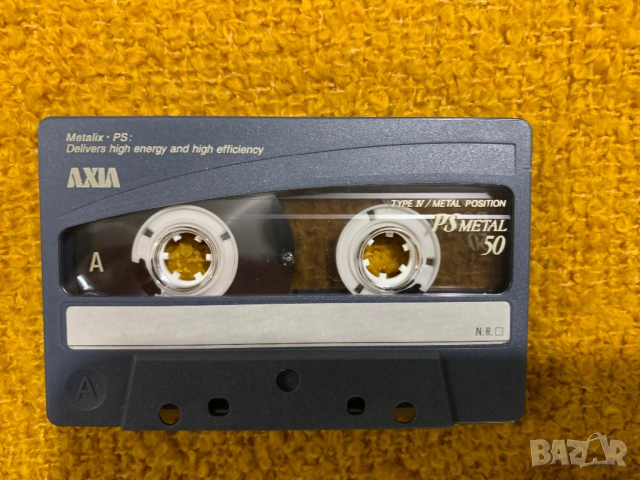 Metalix · PS:
Delivers high energy and high efficiency
AXIA
TYPE IV / METAL POSITION
PS METAL
50
A
N.R. □
A
BAZAR